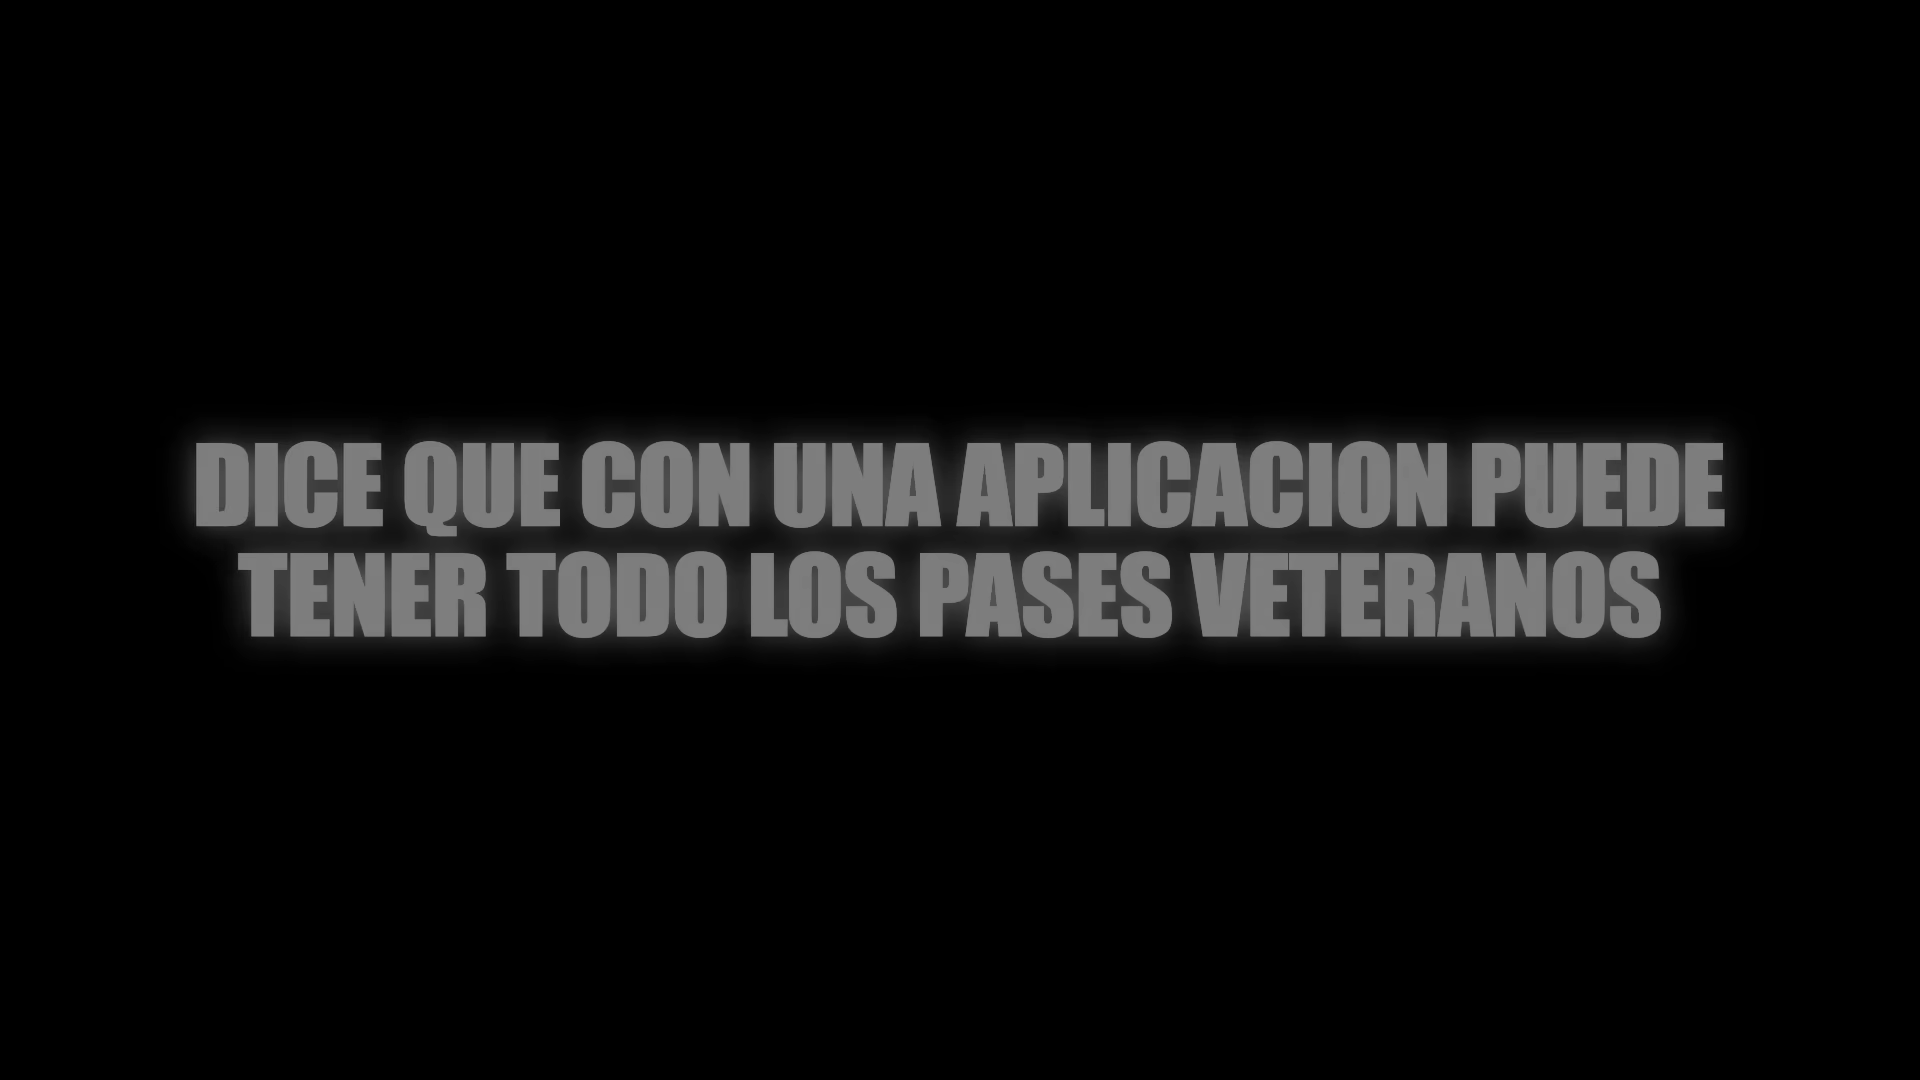 DICE QUE CON UNA APLICACION PUEDE
TENER TODO LOS PASES VETERANOS